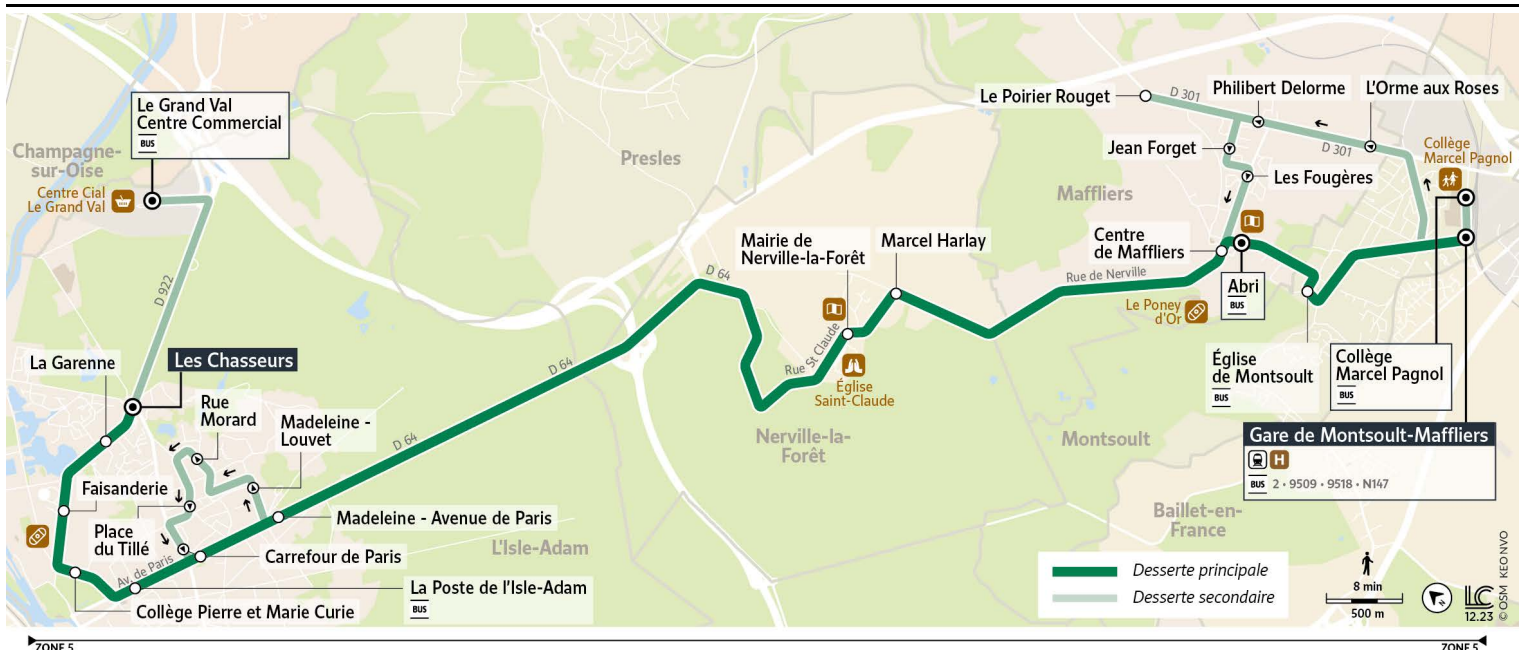 Le Grand Val
Centre Commercial
BUS
Champagne-
sur-Oise
Centre Cial
Le Grand Val
D 922
Presles
Le Poirier Rouget
D 301
Philibert Delorme
L'Orme aux Roses
D 301
Jean Forget
Les Fougères
Collège
Marcel Pagnol
Maffliers
Centre
de Maffliers
Mairie de
Nerville-la-Forêt
Marcel Harlay
D 64
Rue de Nerville
Abri
BUS
Le Poney
d'Or
Rue St Claude
Église
Saint-Claude
Église
de Montsoult
BUS
Collège
Marcel Pagnol
BUS
La Garenne
Les Chasseurs
D 64
Rue
Morard
Madeleine -
Louvet
D 64
Nerville-la-
Forêt
Montsoult
Gare de Montsoult-Maffliers
H
BUS 2 • 9509 • 9518 • N147
Faisanderie
Place
du Tillé
Madeleine - Avenue de Paris
Baillet-en-
France
L'Isle-Adam
Carrefour de Paris
Av. de Paris
La Poste de l'Isle-Adam
BUS
Collège Pierre et Marie Curie
Desserte principale
Desserte secondaire
8 min
500 m
N
LC
12.23
© OSM KEO NVO
ZONE 5
ZONE 5